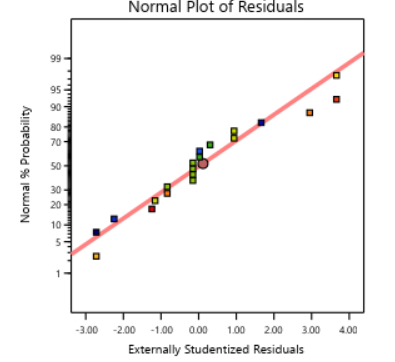 Normal Plot of Residuals
Normal % Probability
99
95
90
80
70
50
30
20
10
5
1
-3.00 -2.00 -1.00 0.00 1.00 2.00 3.00 4.00
Externally Studentized Residuals